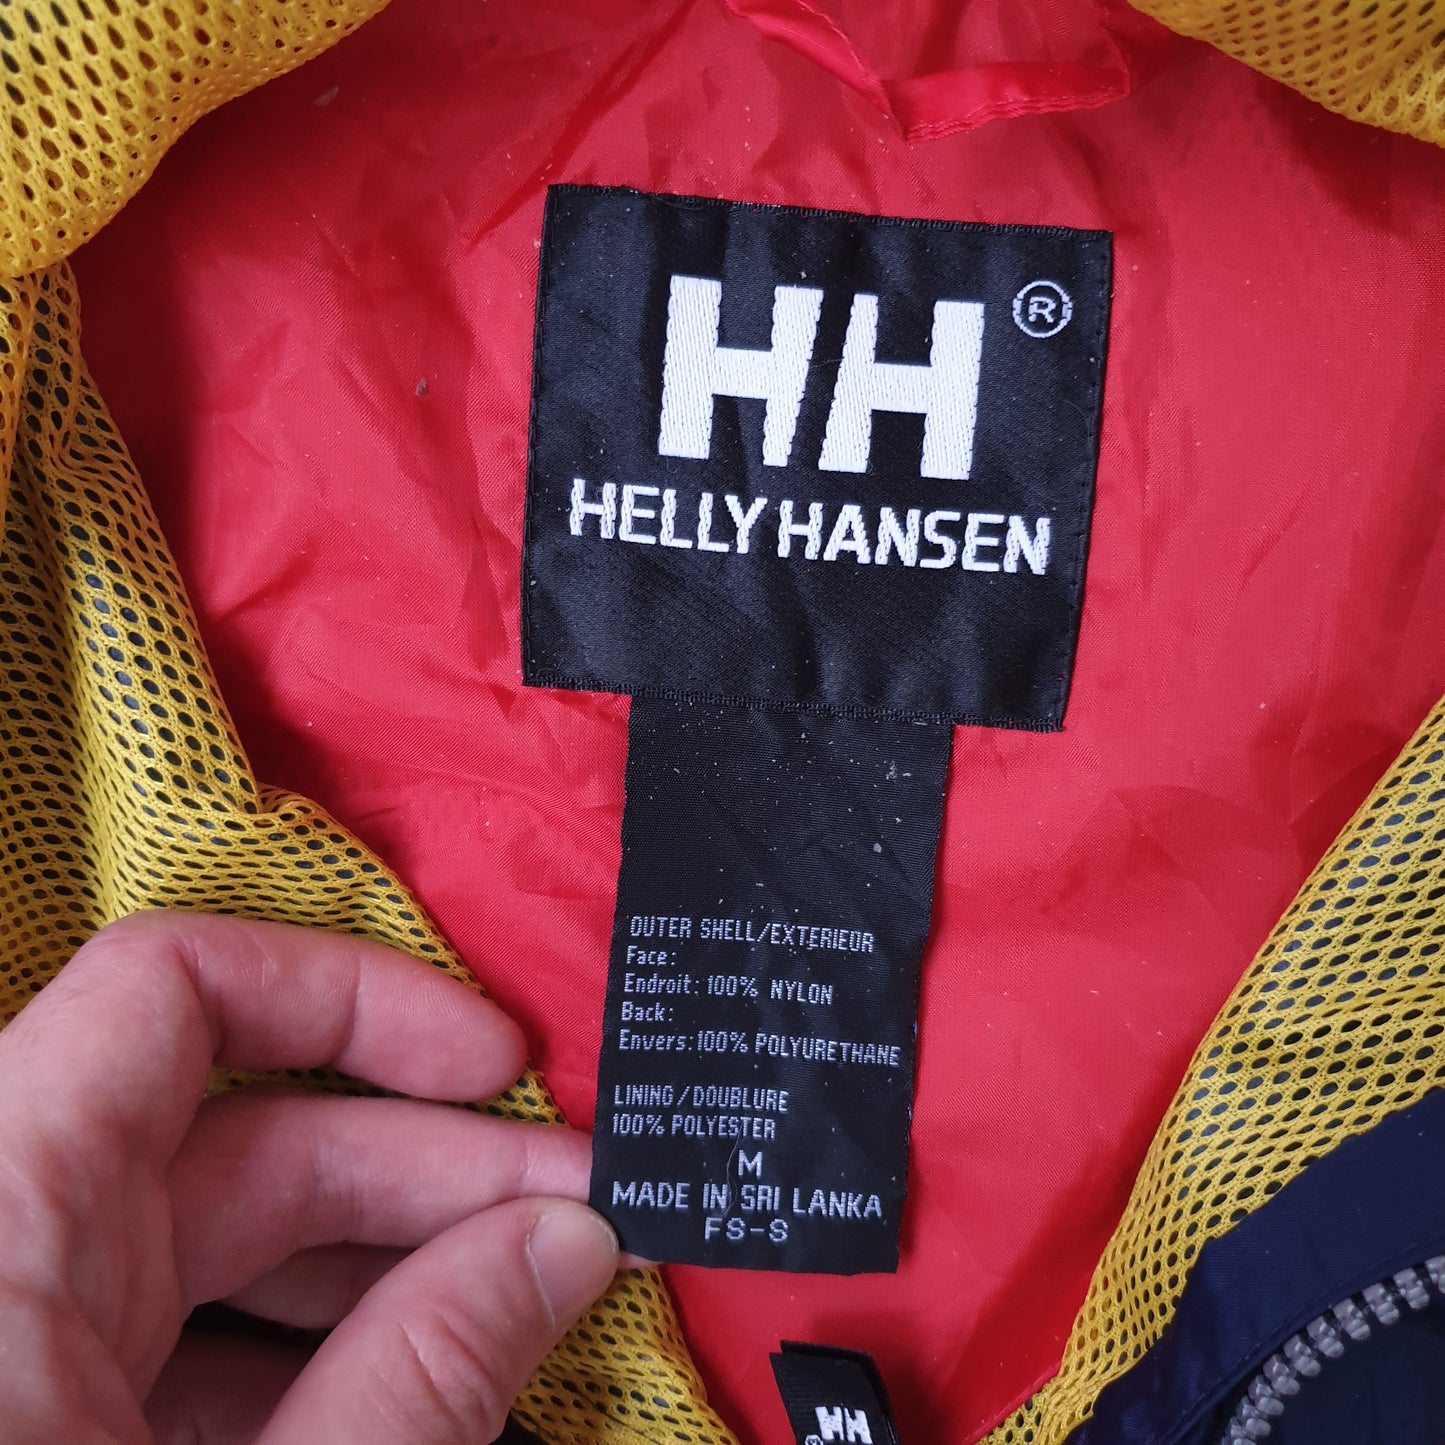 HH ®
HELLY HANSEN
OUTER SHELL/EXTERIEUR
Face:
Endroit: 100% NYLON
Back:
Envers: 100% POLYURETHANE
LINING/DOUBLURE
100% POLYESTER
M
MADE IN SRI LANKA
FS-S
HH
®